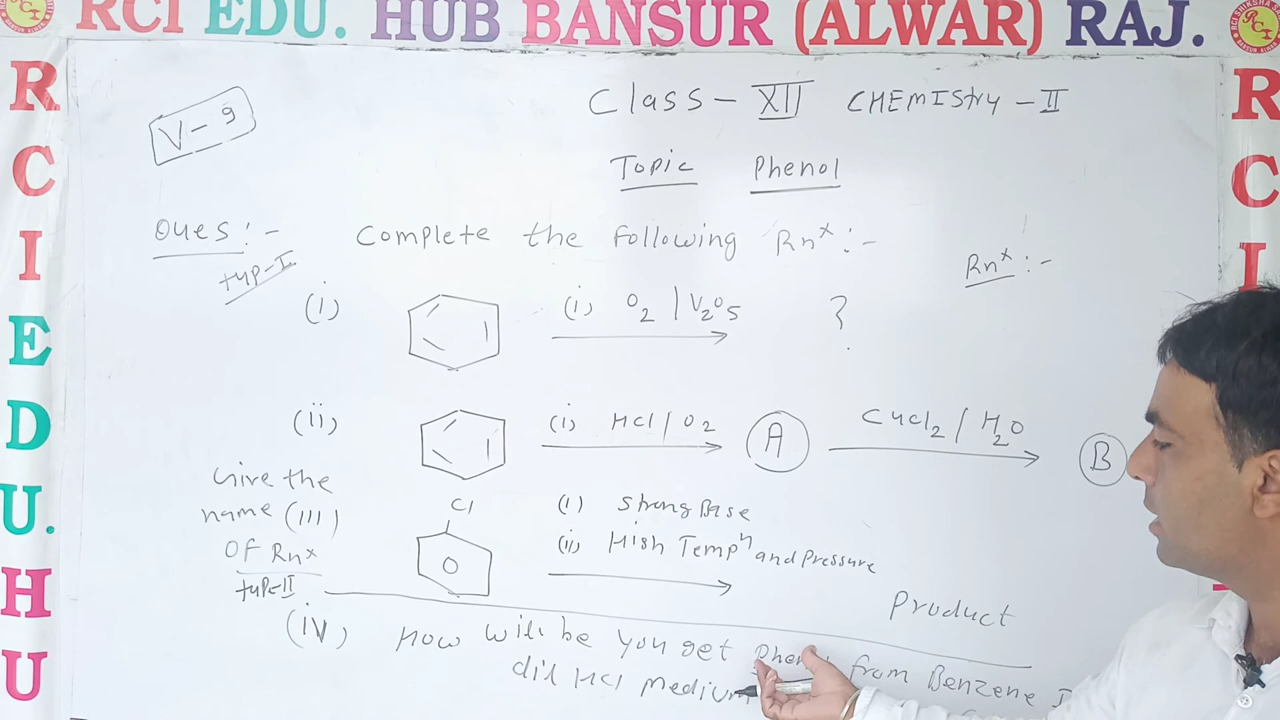 RCI EDU. HUB BANSUR (ALWAR) RAJ.
R
C
I
E
D
U.
H
U
R
C
I
V-9
Class - XII CHEMIStry - II
Topic Phenol
Ques:- Complete the following Rnˣ:-
typ-I
Rnˣ:-
(i) (i) O₂ | V₂O₅ ?
(ii) (i) HCl / O₂ A CuCl₂ / H₂O B
Give the
name (III)
OF Rnˣ
typ-II
Cl
(i) Strong Base
(ii) High Tempⁿ and Pressure
Product
(iv) How will be you get from Benzene
dil HCl